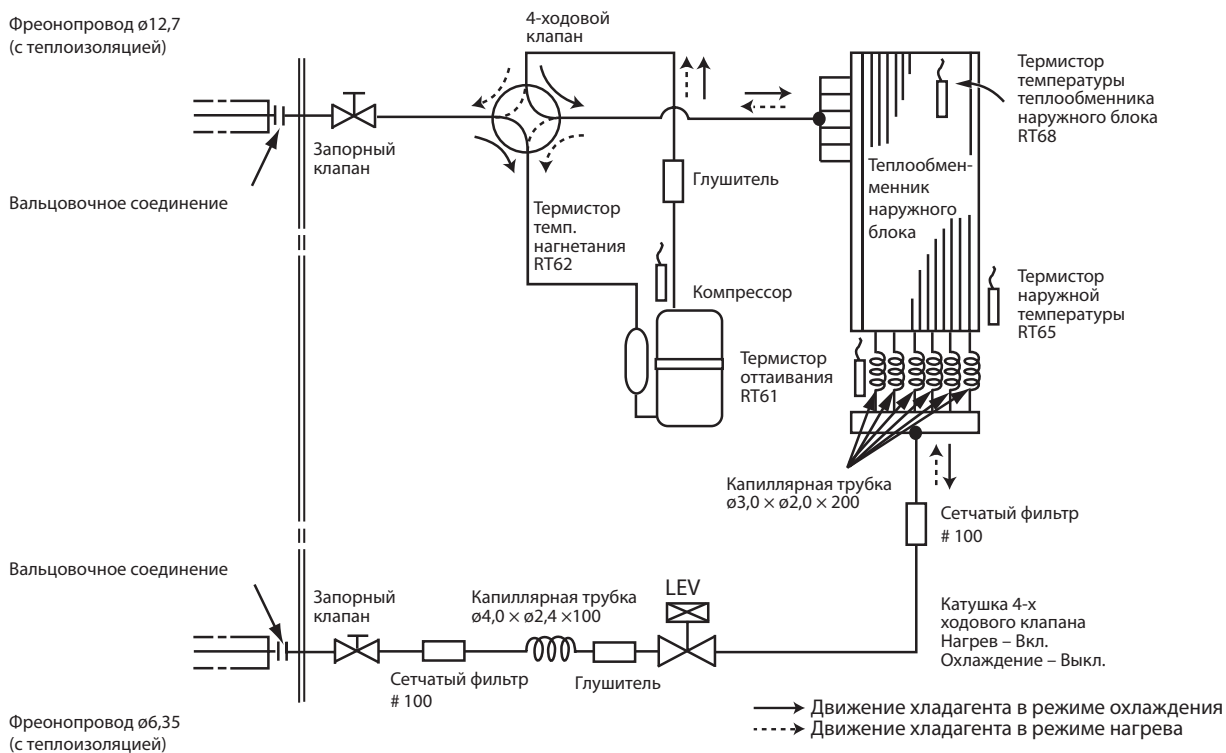 Фреонопровод ø12,7
(с теплоизоляцией)
4-ходовой
клапан
Запорный
клапан
Вальцовочное соединение
Термистор
темп.
нагнетания
RT62
Глушитель
Компрессор
Термистор
оттаивания
RT61
Теплообмен-
менник
наружного
блока
Термистор
температуры
теплообменника
наружного блока
RT68
Термистор
наружной
температуры
RT65
Капиллярная трубка
ø3,0 × ø2,0 × 200
Сетчатый фильтр
# 100
Вальцовочное соединение
Запорный
клапан
Капиллярная трубка
ø4,0 × ø2,4 ×100
LEV
Сетчатый фильтр
# 100
Глушитель
Катушка 4-х
ходового клапана
Нагрев – Вкл.
Охлаждение – Выкл.
Фреонопровод ø6,35
(с теплоизоляцией)
Движение хладагента в режиме охлаждения
Движение хладагента в режиме нагрева